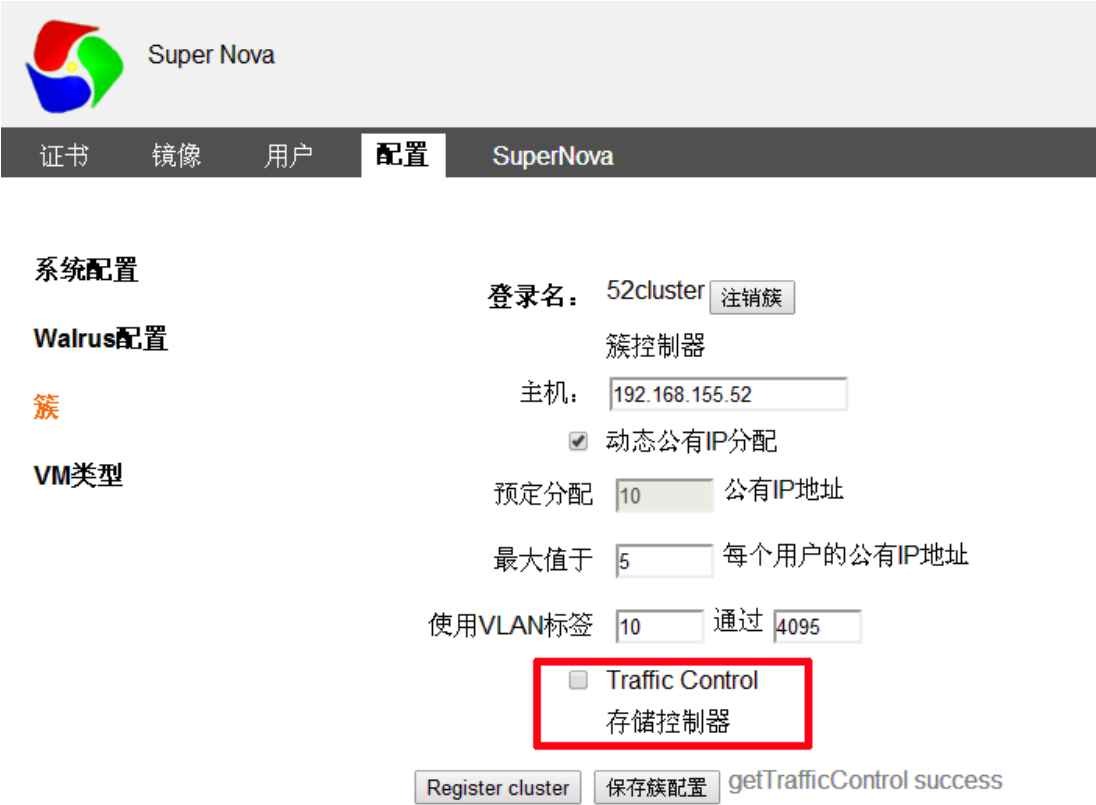 Super Nova
证书 镜像 用户 配置 SuperNova
系统配置
Walrus配置
簇
VM类型
登录名： 52cluster 注销簇
簇控制器
主机： 192.168.155.52
动态公有IP分配
预定分配 10 公有IP地址
最大值于 5 每个用户的公有IP地址
使用VLAN标签 10 通过 4095
Traffic Control
存储控制器
Register cluster 保存簇配置 getTrafficControl success